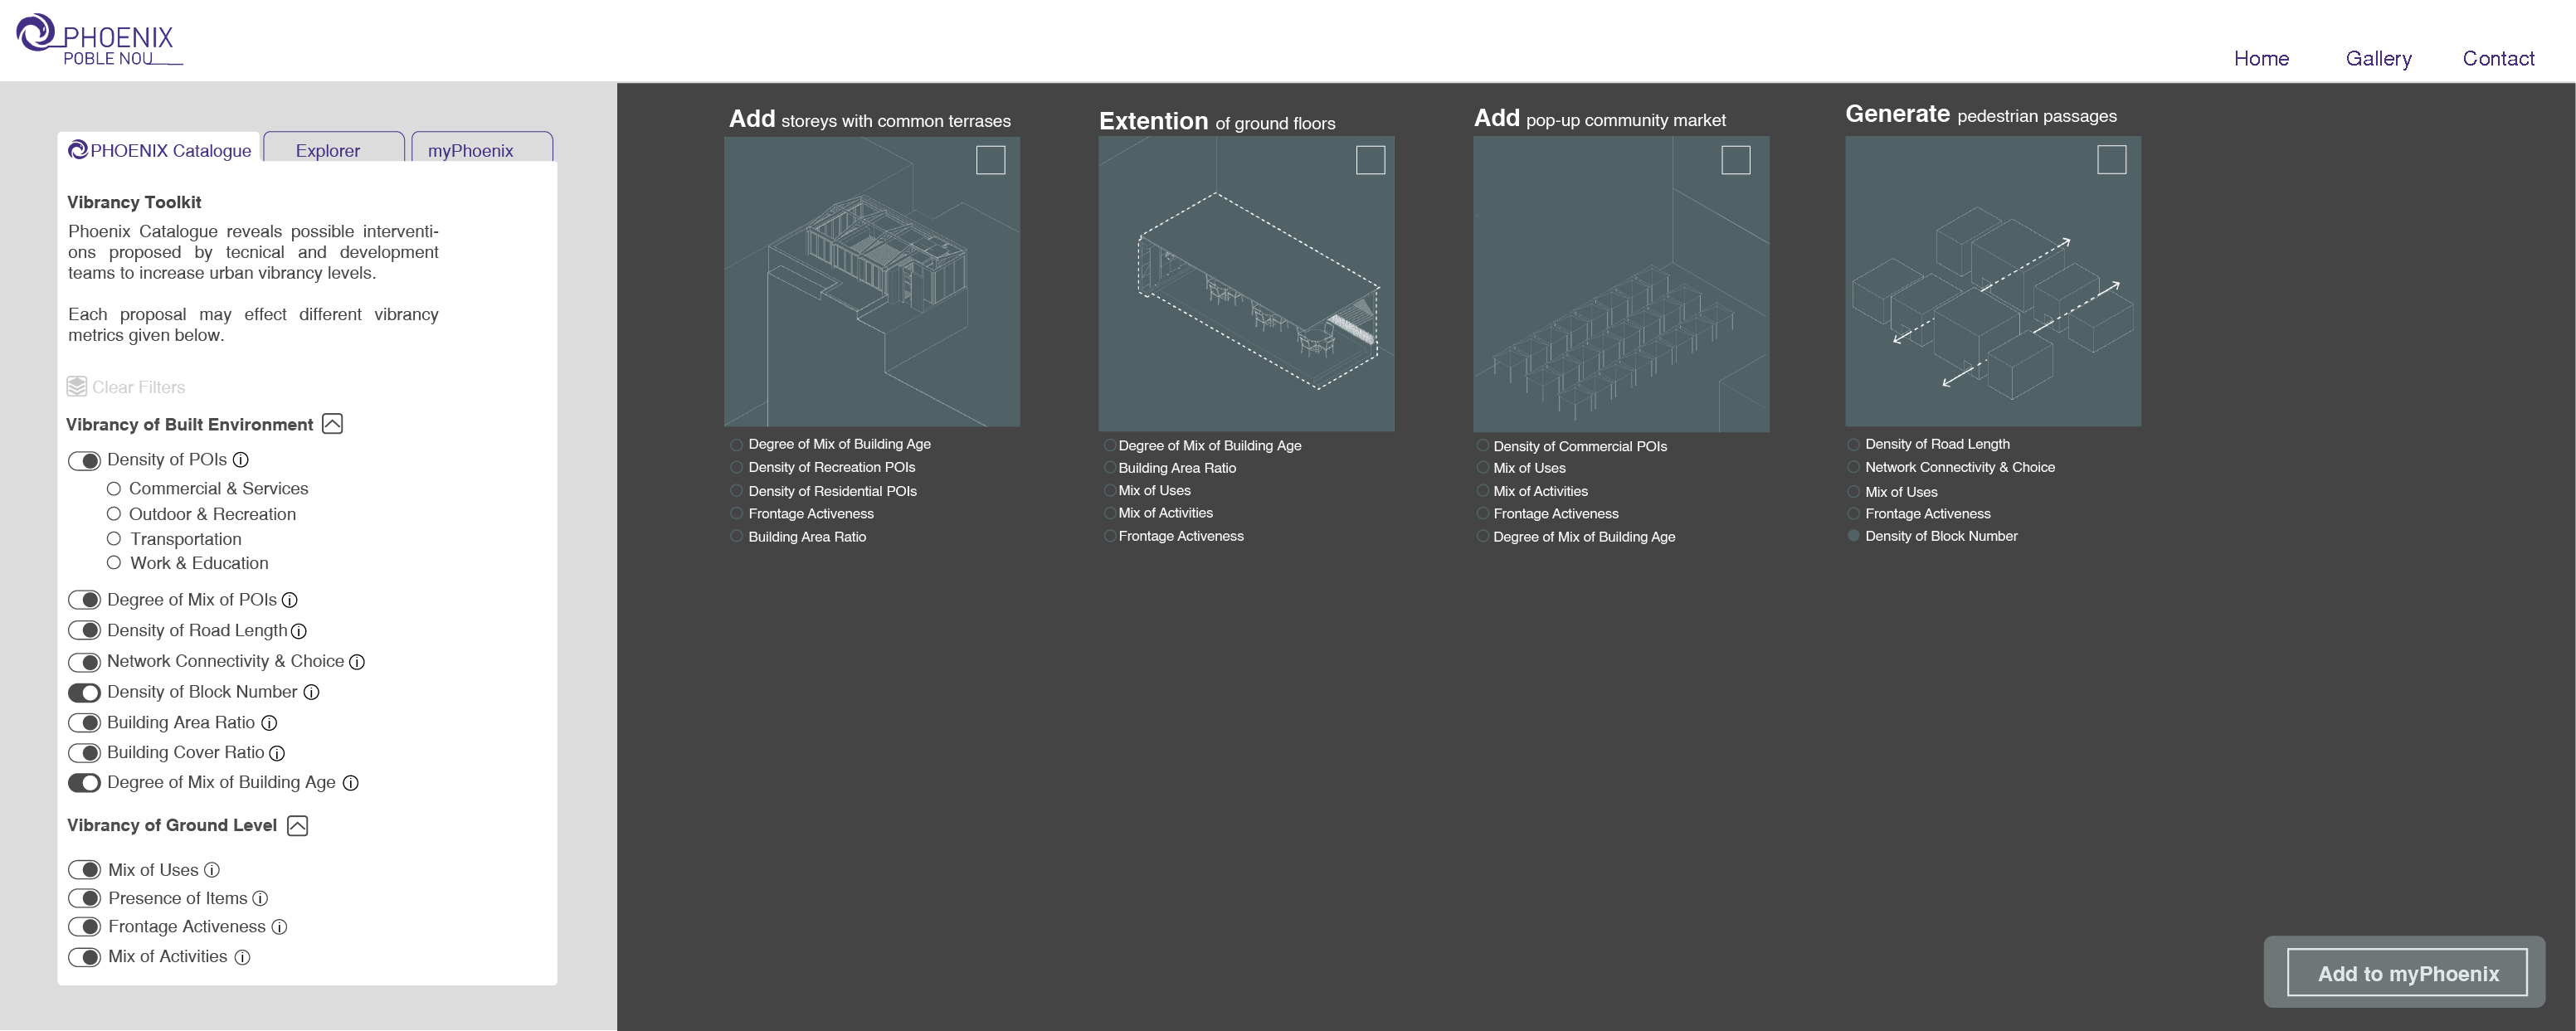 PHOENIX
POBLE NOU
Home Gallery Contact
PHOENIX Catalogue Explorer myPhoenix
Vibrancy Toolkit
Phoenix Catalogue reveals possible interventi-
ons proposed by tecnical and development
teams to increase urban vibrancy levels.
Each proposal may effect different vibrancy
metrics given below.
Clear Filters
Vibrancy of Built Environment
Density of POIs i
Commercial & Services
Outdoor & Recreation
Transportation
Work & Education
Degree of Mix of POIs i
Density of Road Length i
Network Connectivity & Choice i
Density of Block Number i
Building Area Ratio i
Building Cover Ratio i
Degree of Mix of Building Age i
Vibrancy of Ground Level
Mix of Uses i
Presence of Items i
Frontage Activeness i
Mix of Activities i
Add storeys with common terrases
Degree of Mix of Building Age
Density of Recreation POIs
Density of Residential POIs
Frontage Activeness
Building Area Ratio
Extention of ground floors
Degree of Mix of Building Age
Building Area Ratio
Mix of Uses
Mix of Activities
Frontage Activeness
Add pop-up community market
Density of Commercial POIs
Mix of Uses
Mix of Activities
Frontage Activeness
Degree of Mix of Building Age
Generate pedestrian passages
Density of Road Length
Network Connectivity & Choice
Mix of Uses
Frontage Activeness
Density of Block Number
Add to myPhoenix